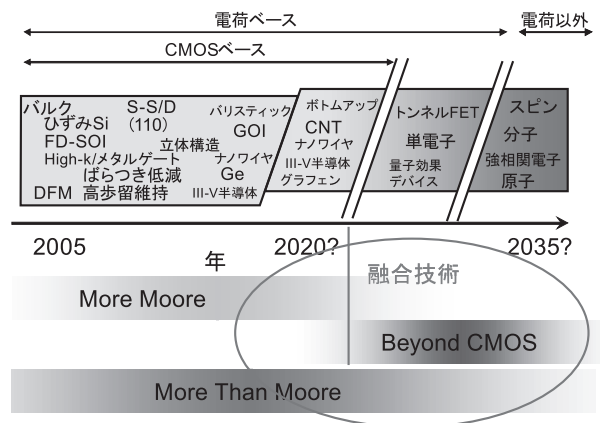 電荷ベース
電荷以外
CMOSベース
バルク
ひずみSi
FD-SOI
High-k/メタルゲート
ばらつき低減
DFM 高歩留維持
S-S/D
(110)
立体構造
バリスティック
GOI
ナノワイヤ
Ge
III-V半導体
ボトムアップ
CNT
ナノワイヤ
III-V半導体
グラフェン
トンネルFET
単電子
量子効果
デバイス
スピン
分子
強相関電子
原子
2005
年
2020?
2035?
融合技術
More Moore
Beyond CMOS
More Than Moore